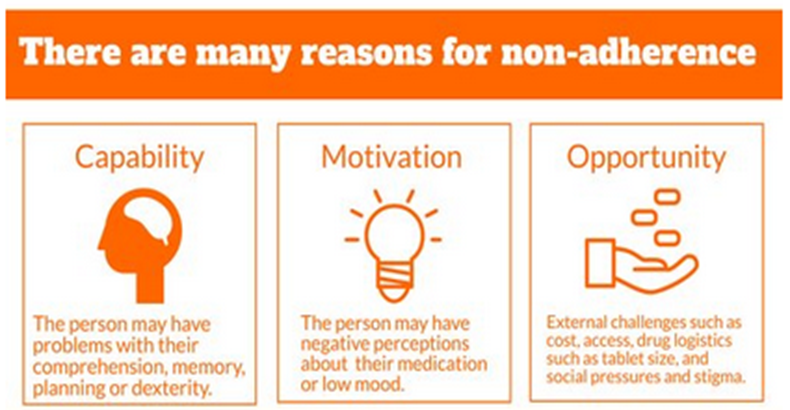 There are many reasons for non-adherence
Capability
The person may have
problems with their
comprehension, memory,
planning or dexterity.
Motivation
The person may have
negative perceptions
about their medication
or low mood.
Opportunity
External challenges such as
cost, access, drug logistics
such as tablet size, and
social pressures and stigma.